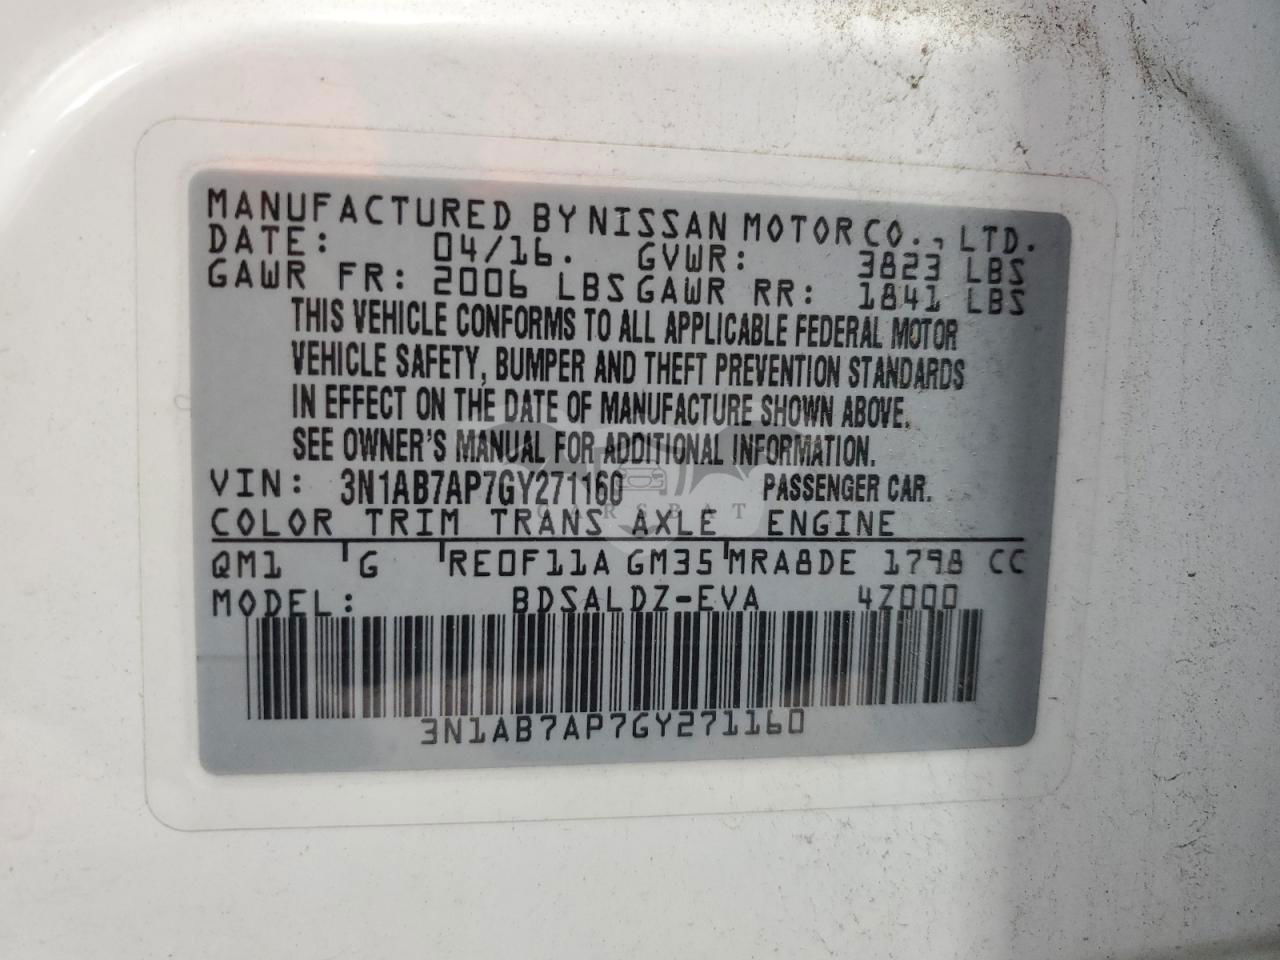 MANUFACTURED BY NISSAN MOTOR CO., LTD.
DATE: 04/16. GVWR: 3823 LBS
GAWR FR: 2006 LBS GAWR RR: 1841 LBS
THIS VEHICLE CONFORMS TO ALL APPLICABLE FEDERAL MOTOR
VEHICLE SAFETY, BUMPER AND THEFT PREVENTION STANDARDS
IN EFFECT ON THE DATE OF MANUFACTURE SHOWN ABOVE.
SEE OWNER'S MANUAL FOR ADDITIONAL INFORMATION.
VIN: 3N1AB7AP7GY271160 PASSENGER CAR.
CARSBAT
COLOR TRIM TRANS AXLE ENGINE
QM1 G RE0F11A GM35 MRA8DE 1798 CC
MODEL: BDSALDZ-EVA 4Z000
3N1AB7AP7GY271160